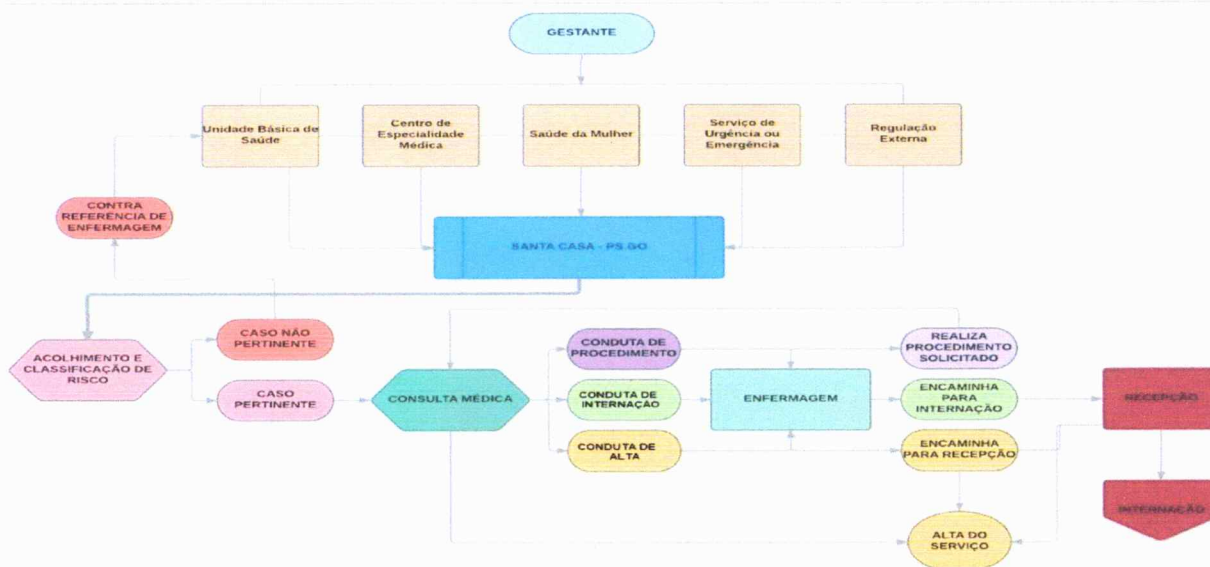 GESTANTE
Unidade Básica de
Saúde
Centro de
Especialidade
Médica
Saúde da Mulher
Serviço de
Urgência ou
Emergência
Regulação
Externa
CONTRA
REFERÊNCIA DE
ENFERMAGEM
SANTA CASA - PS GO
ACOLHIMENTO E
CLASSIFICAÇÃO DE
RISCO
CASO NÃO
PERTINENTE
CASO
PERTINENTE
CONSULTA MÉDICA
CONDUTA DE
PROCEDIMENTO
CONDUTA DE
INTERNAÇÃO
CONDUTA DE
ALTA
ENFERMAGEM
REALIZA
PROCEDIMENTO
SOLICITADO
ENCAMINHA
PARA
INTERNAÇÃO
ENCAMINHA
PARA RECEPÇÃO
RECEPÇÃO
INTERNAÇÃO
ALTA DO
SERVIÇO